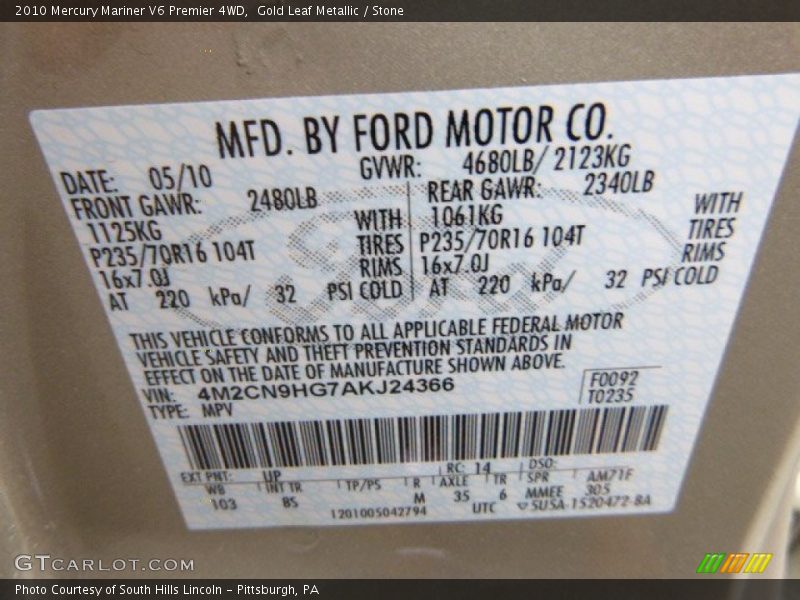 2010 Mercury Mariner V6 Premier 4WD, Gold Leaf Metallic / Stone
MFD. BY FORD MOTOR CO.
DATE: 05/10 GVWR: 4680LB/ 2123KG
FRONT GAWR: 2480LB REAR GAWR: 2340LB
1125KG WITH 1061KG WITH
P235/70R16 104T TIRES P235/70R16 104T TIRES
16x7.0J RIMS 16x7.0J RIMS
AT 220 kPa/ 32 PSI COLD AT 220 kPa/ 32 PSI COLD
THIS VEHICLE CONFORMS TO ALL APPLICABLE FEDERAL MOTOR
VEHICLE SAFETY AND THEFT PREVENTION STANDARDS IN
EFFECT ON THE DATE OF MANUFACTURE SHOWN ABOVE.
VIN: 4M2CN9HG7AKJ24366 F0092
TYPE: MPV T0235
EXT PNT: UP RC: 14 DSO:
WB INT TR TP/PS R AXLE TR SPR AM71F
103 85 M 35 6 MMEE 305
1201005042794 UTC 5U5A-1520472-BA
Ford
GTCARLOT.COM
Photo Courtesy of South Hills Lincoln - Pittsburgh, PA